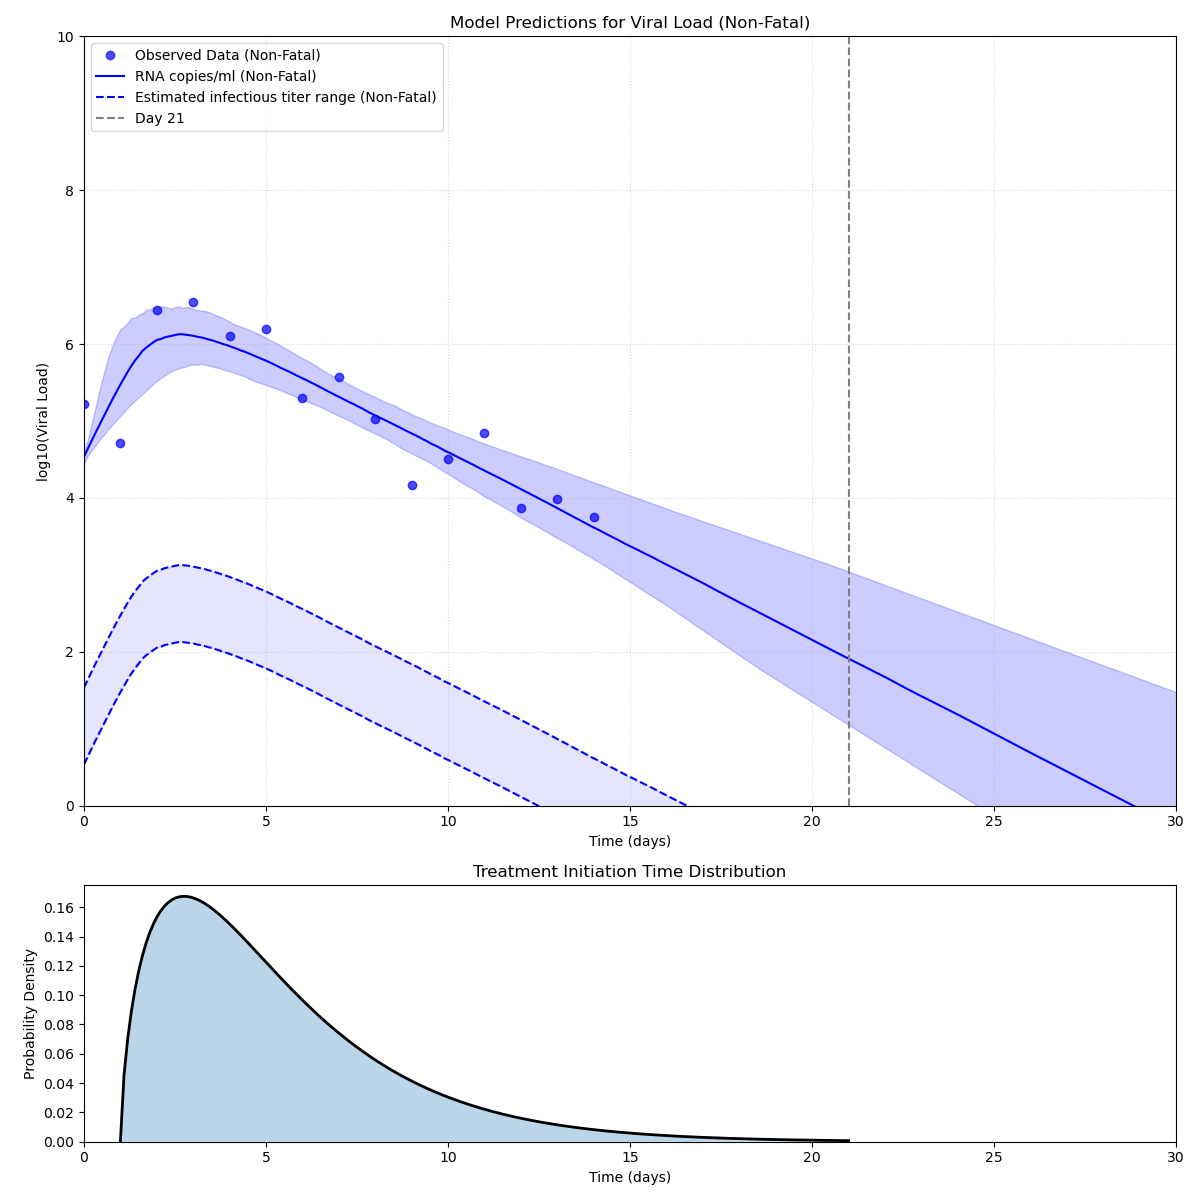 Model Predictions for Viral Load (Non-Fatal)
Observed Data (Non-Fatal)
RNA copies/ml (Non-Fatal)
Estimated infectious titer range (Non-Fatal)
Day 21
log10(Viral Load)
10
8
6
4
2
0
0 5 10 15 20 25 30
Time (days)
Treatment Initiation Time Distribution
Probability Density
0.16
0.14
0.12
0.10
0.08
0.06
0.04
0.02
0.00
0 5 10 15 20 25 30
Time (days)